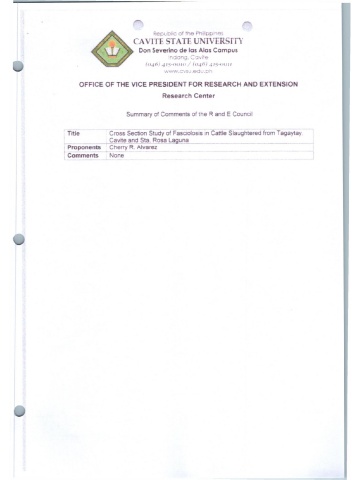 Republic of the Philippines
CAVITE STATE UNIVERSITY
Don Severino de las Alas Campus
Indang, Cavite
www.cvsu.edu.ph
OFFICE OF THE VICE PRESIDENT FOR RESEARCH AND EXTENSION
Research Center
Summary of Comments of the R and E Council
Title Cross Section Study of Fasciolosis in Cattle Slaughtered from Tagaytay
Cavite and Sta. Rosa Laguna
Proponents Cherry R. Alvarez
Comments None